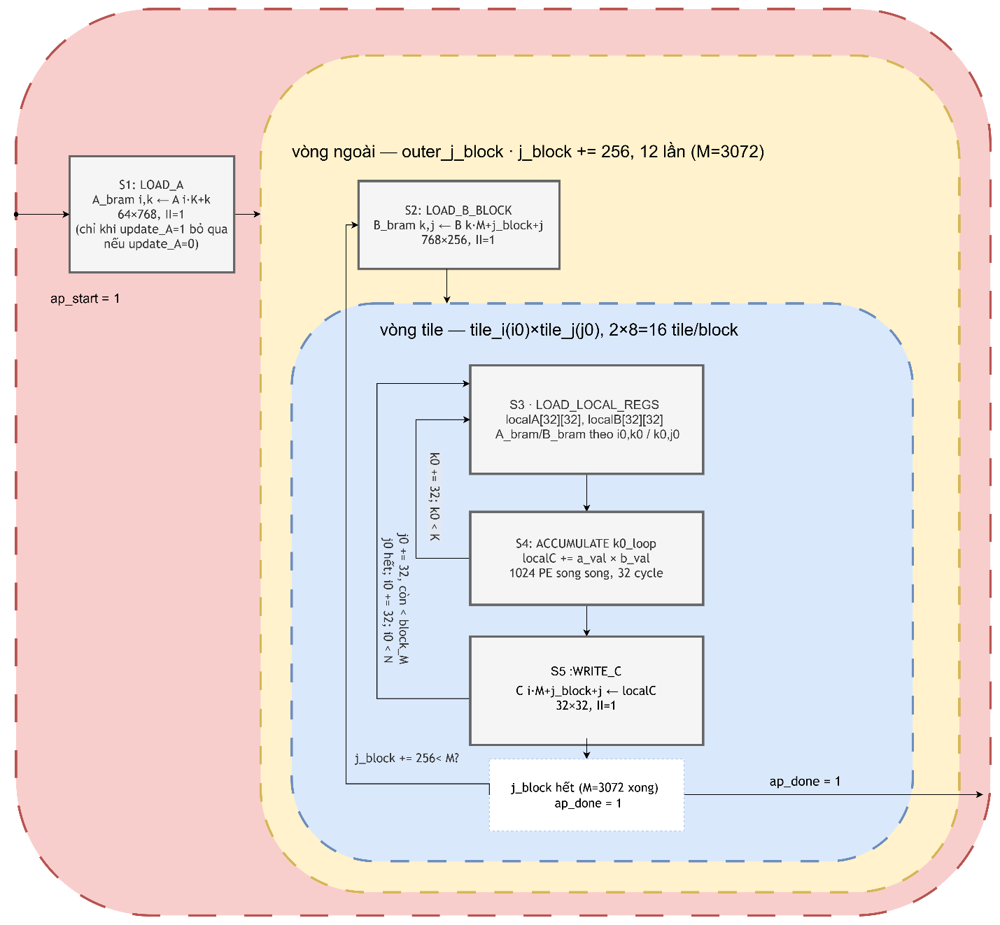 vòng ngoài — outer_j_block · j_block += 256, 12 lần (M=3072)
S1: LOAD_A
A_bram i,k ← A i·K+k
64×768, II=1
(chỉ khi update_A=1 bỏ qua
nếu update_A=0)
ap_start = 1
S2: LOAD_B_BLOCK
B_bram k,j ← B k·M+j_block+j
768×256, II=1
vòng tile — tile_i(i0)×tile_j(j0), 2×8=16 tile/block
S3 · LOAD_LOCAL_REGS
localA[32][32], localB[32][32]
A_bram/B_bram theo i0,k0 / k0,j0
k0 += 32; k0 < K
S4: ACCUMULATE k0_loop
localC += a_val × b_val
1024 PE song song, 32 cycle
j0 += 32, còn < block_M
j0 hết; i0 += 32; i0 < N
S5 :WRITE_C
C i·M+j_block+j ← localC
32×32, II=1
j_block += 256< M?
j_block hết (M=3072 xong)
ap_done = 1
ap_done = 1